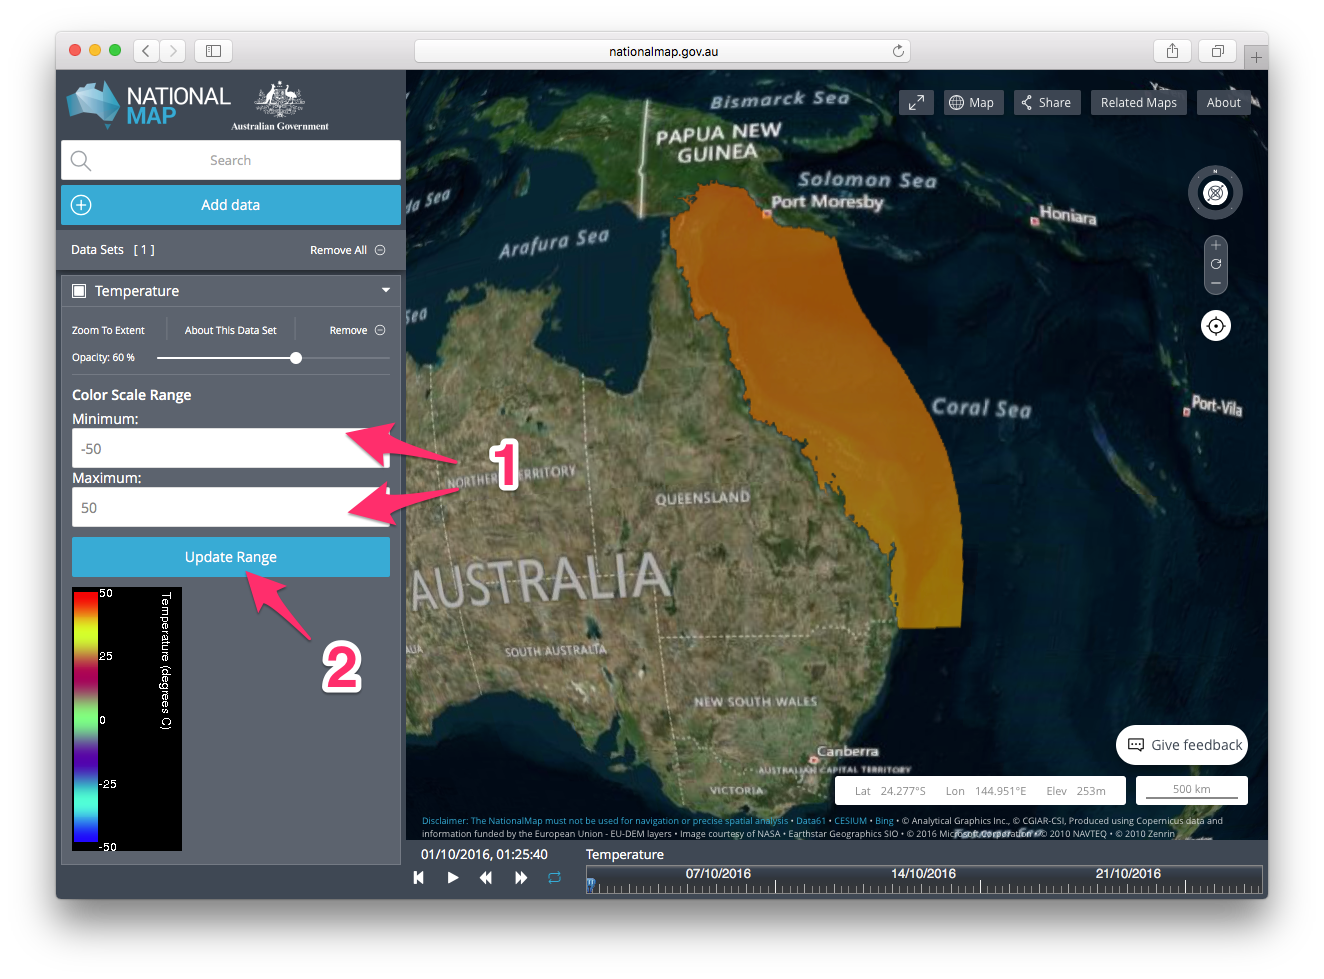 nationalmap.gov.au
NATIONAL
MAP
Australian Government
Search
Add data
Data Sets [ 1 ]
Remove All
Temperature
Zoom To Extent
About This Data Set
Remove
Opacity: 60 %
Color Scale Range
Minimum:
-50
Maximum:
50
Update Range
1
2
50
25
0
-25
-50
Temperature (degrees C)
Map
Share
Related Maps
About
Bismarck Sea
PAPUA NEW
GUINEA
Solomon Sea
Port Moresby
Honiara
Arafura Sea
Coral Sea
Port-Vila
NORTHERN TERRITORY
QUEENSLAND
AUSTRALIA
SOUTH AUSTRALIA
NEW SOUTH WALES
Canberra
AUSTRALIAN CAPITAL TERRITORY
VICTORIA
Give feedback
Lat 24.277°S Lon 144.951°E Elev 253m
500 km
Disclaimer: The NationalMap must not be used for navigation or precise spatial analysis • Data61 • CESIUM • Bing • © Analytical Graphics Inc., © CGIAR-CSI, Produced using Copernicus data and
information funded by the European Union - EU-DEM layers • Image courtesy of NASA • Earthstar Geographics SIO • © 2016 Microsoft Corporation • © 2010 NAVTEQ • © 2010 Zenrin
01/10/2016, 01:25:40
Temperature
07/10/2016
14/10/2016
21/10/2016